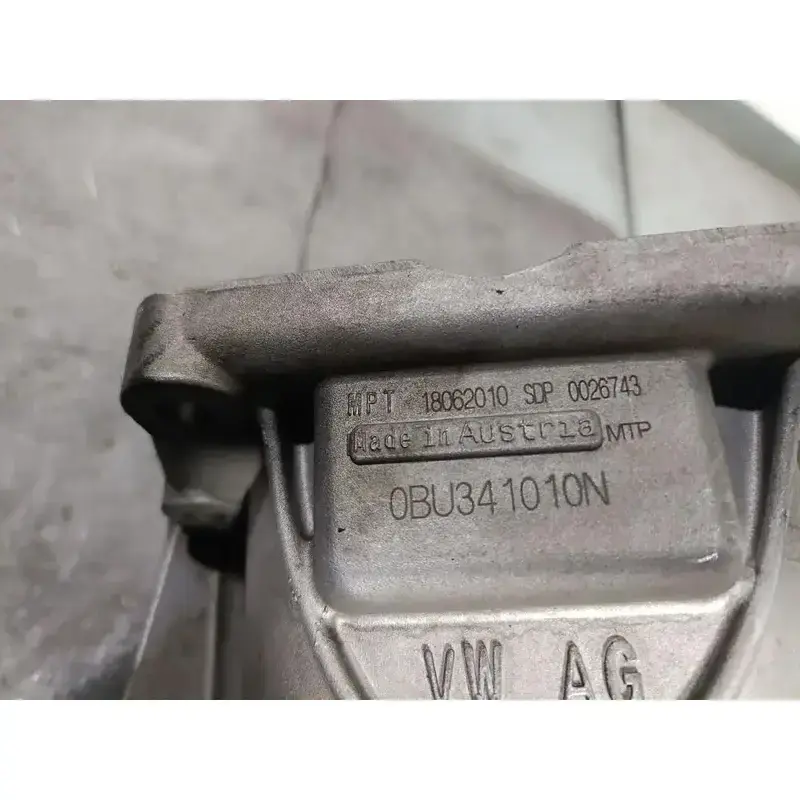 MPT 18062010 SDP 0026743
Made in Austria MTP
0BU341010N
VW AG